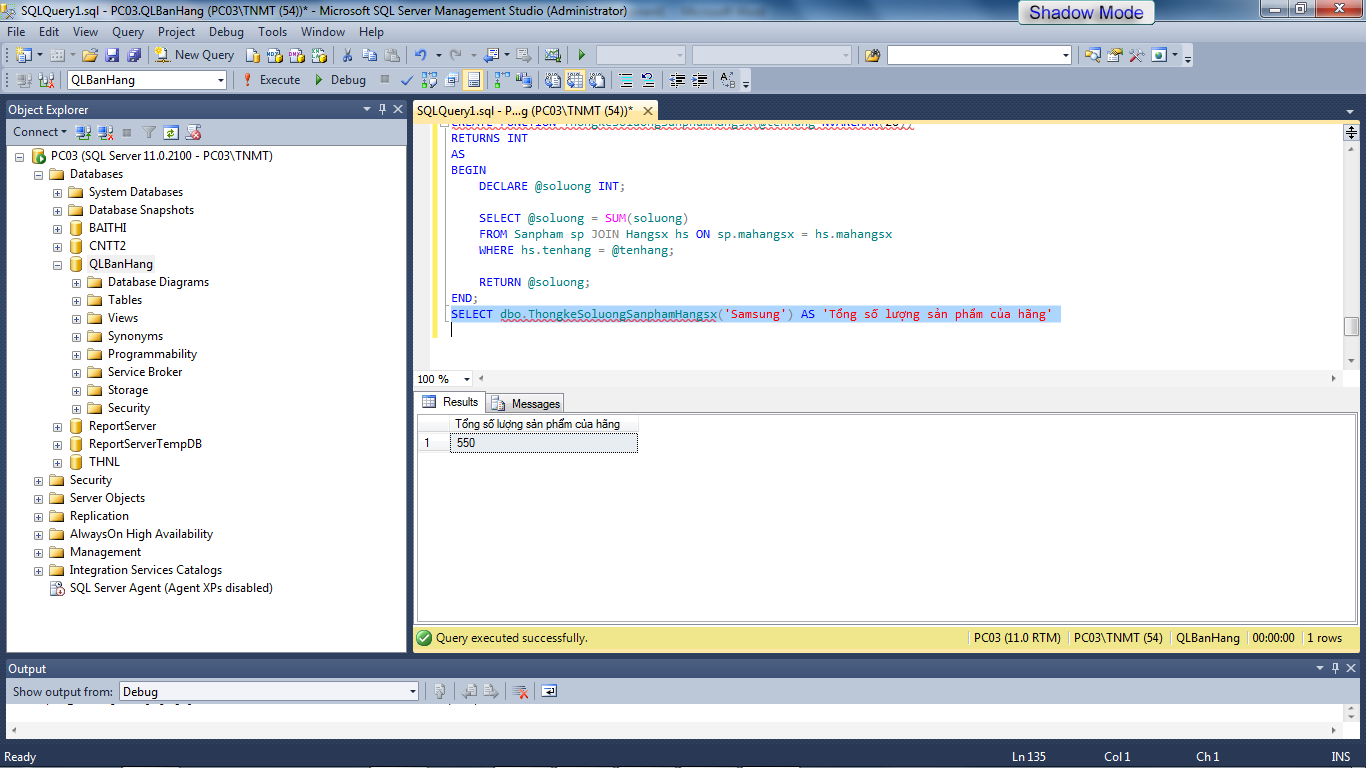 SQLQuery1.sql - PC03.QLBanHang (PC03\TNMT (54))* - Microsoft SQL Server Management Studio (Administrator)
Shadow Mode
File Edit View Query Project Debug Tools Window Help
New Query
QLBanHang Execute Debug
Object Explorer
Connect
PC03 (SQL Server 11.0.2100 - PC03\TNMT)
Databases
System Databases
Database Snapshots
BAITHI
CNTT2
QLBanHang
Database Diagrams
Tables
Views
Synonyms
Programmability
Service Broker
Storage
Security
ReportServer
ReportServerTempDB
THNL
Security
Server Objects
Replication
AlwaysOn High Availability
Management
Integration Services Catalogs
SQL Server Agent (Agent XPs disabled)
SQLQuery1.sql - P...g (PC03\TNMT (54))*
RETURNS INT
AS
BEGIN
DECLARE @soluong INT;
SELECT @soluong = SUM(soluong)
FROM Sanpham sp JOIN Hangsx hs ON sp.mahangsx = hs.mahangsx
WHERE hs.tenhang = @tenhang;
RETURN @soluong;
END;
SELECT dbo.ThongkeSoluongSanphamHangsx('Samsung') AS 'Tổng số lượng sản phẩm của hãng'
100 %
Results Messages
Tổng số lượng sản phẩm của hãng
1 550
Query executed successfully.
PC03 (11.0 RTM) PC03\TNMT (54) QLBanHang 00:00:00 1 rows
Output
Show output from: Debug
Ready
Ln 135 Col 1 Ch 1 INS